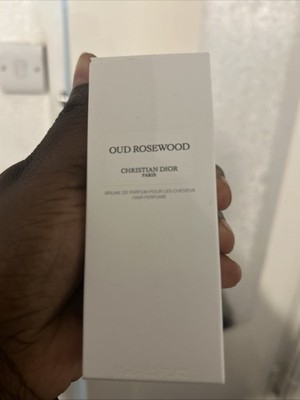 OUD ROSEWOOD
CHRISTIAN DIOR
PARIS
BRUME DE PARFUM POUR LES CHEVEUX
HAIR PERFUME